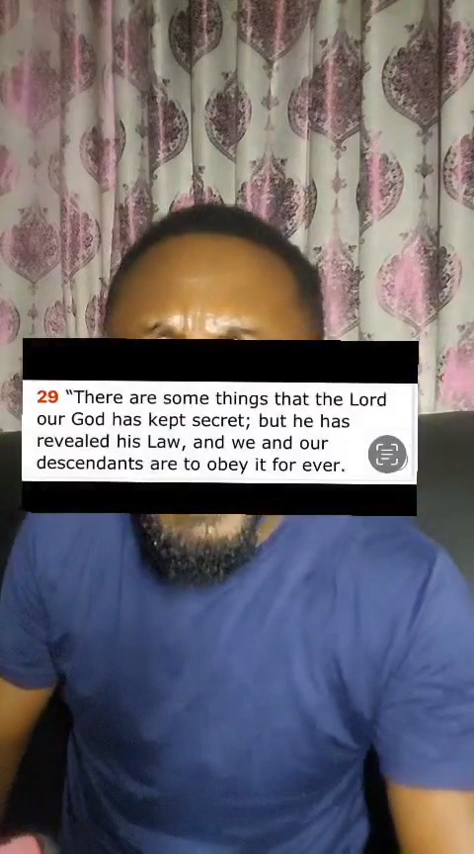 29 “There are some things that the Lord
our God has kept secret; but he has
revealed his Law, and we and our
descendants are to obey it for ever.